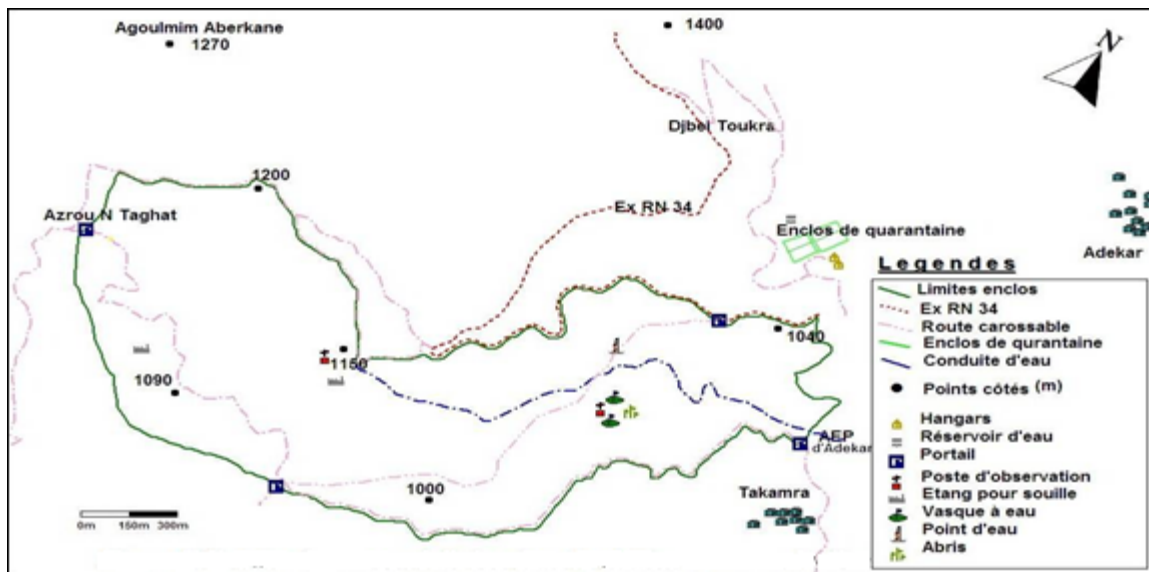 Agoulmim Aberkane
1270
1400
N
Djbel Toukra
1200
Azrou N Taghat
Ex RN 34
Enclos de quarantaine
Adekar
1150
1040
1090
1000
AEP
d'Adekar
Takamra
0m 150m 300m
Legendes
Limites enclos
Ex RN 34
Route carossable
Enclos de qurantaine
Conduite d'eau
Points côtés (m)
Hangars
Réservoir d'eau
Portail
Poste d'observation
Etang pour souille
Vasque à eau
Point d'eau
Abris